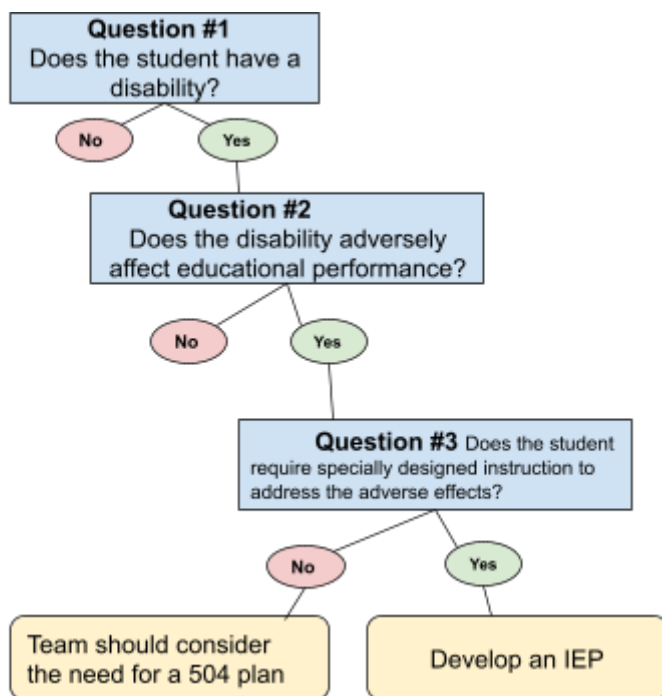 Question #1
Does the student have a
disability?
No
Yes
Question #2
Does the disability adversely
affect educational performance?
No
Yes
Question #3 Does the student
require specially designed instruction to
address the adverse effects?
No
Yes
Team should consider
the need for a 504 plan
Develop an IEP